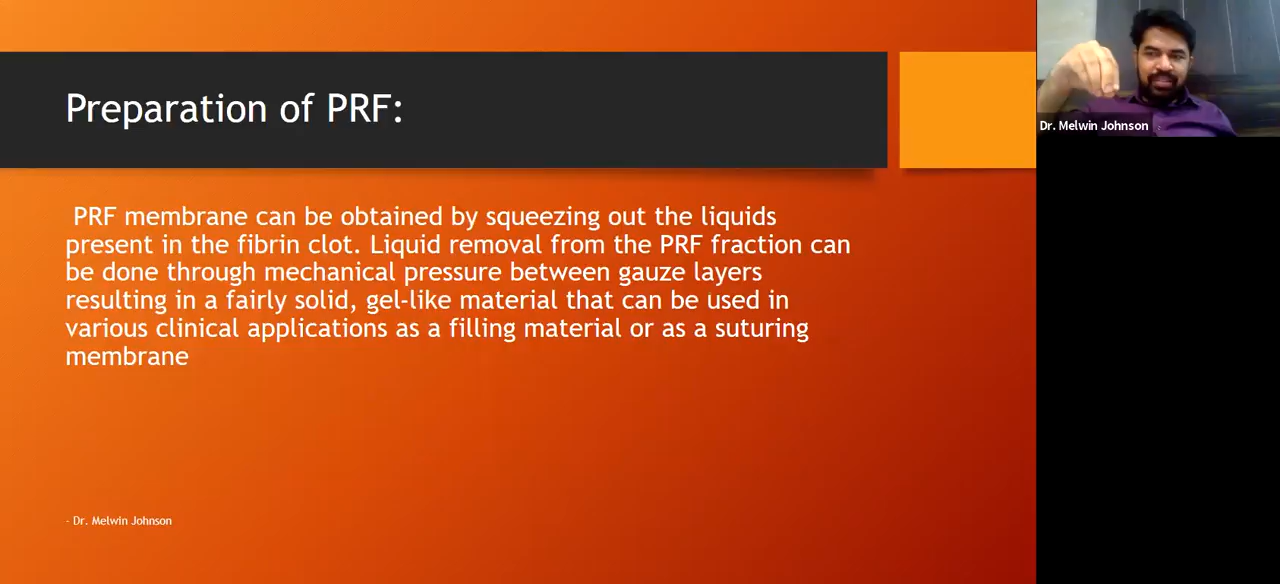 Preparation of PRF:
PRF membrane can be obtained by squeezing out the liquids
present in the fibrin clot. Liquid removal from the PRF fraction can
be done through mechanical pressure between gauze layers
resulting in a fairly solid, gel-like material that can be used in
various clinical applications as a filling material or as a suturing
membrane
- Dr. Melwin Johnson
Dr. Melwin Johnson